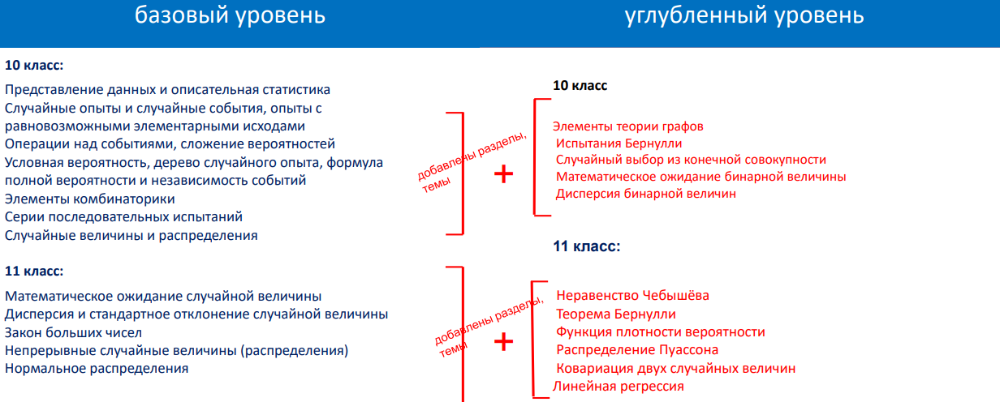 базовый уровень
углубленный уровень
10 класс:
Представление данных и описательная статистика
Случайные опыты и случайные события, опыты с
равновозможными элементарными исходами
Операции над событиями, сложение вероятностей
Условная вероятность, дерево случайного опыта, формула
полной вероятности и независимость событий
Элементы комбинаторики
Серии последовательных испытаний
Случайные величины и распределения
11 класс:
Математическое ожидание случайной величины
Дисперсия и стандартное отклонение случайной величины
Закон больших чисел
Непрерывные случайные величины (распределения)
Нормальное распределения
добавлены разделы,
темы
+
добавлены разделы,
темы
+
10 класс
Элементы теории графов
Испытания Бернулли
Случайный выбор из конечной совокупности
Математическое ожидание бинарной величины
Дисперсия бинарной величин
11 класс:
Неравенство Чебышёва
Теорема Бернулли
Функция плотности вероятности
Распределение Пуассона
Ковариация двух случайных величин
Линейная регрессия